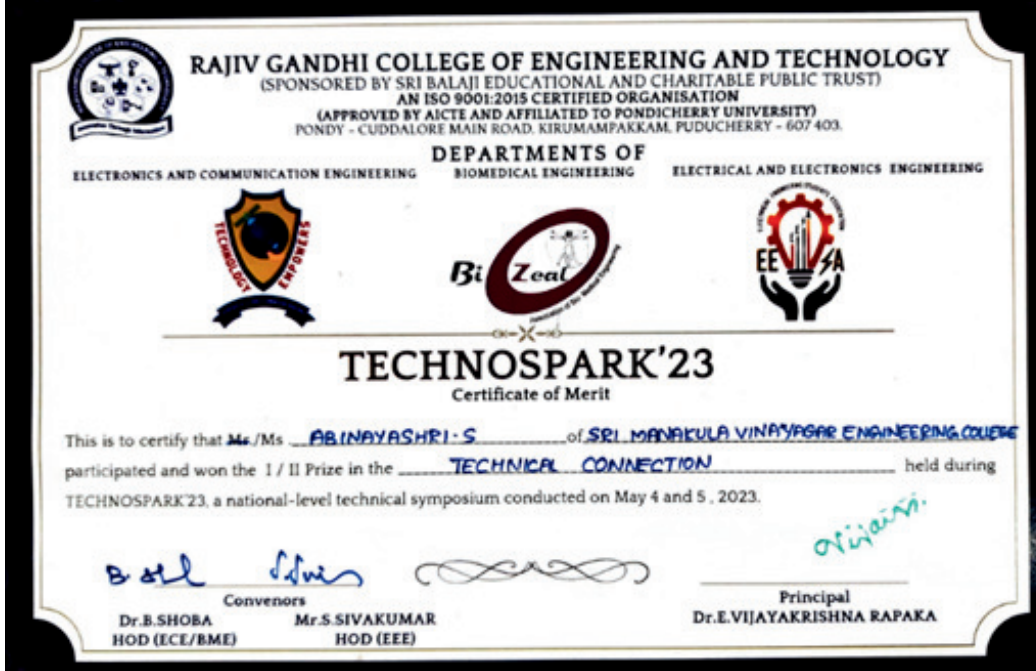 RAJIV GANDHI COLLEGE OF ENGINEERING AND TECHNOLOGY
(SPONSORED BY SRI BALAJI EDUCATIONAL AND CHARITABLE PUBLIC TRUST)
AN ISO 9001:2015 CERTIFIED ORGANISATION
(APPROVED BY AICTE AND AFFILIATED TO PONDICHERRY UNIVERSITY)
PONDY - CUDDALORE MAIN ROAD, KIRUMAMPAKKAM, PUDUCHERRY - 607 403.
DEPARTMENTS OF
ELECTRONICS AND COMMUNICATION ENGINEERING
BIOMEDICAL ENGINEERING
ELECTRICAL AND ELECTRONICS ENGINEERING
TECHNOLOGY EMPOWERS
Bi Zeal
EE SA
TECHNOSPARK'23
Certificate of Merit
This is to certify that Mr./Ms ABINAYASHRI.S of SRI MANAKULA VINAYAGAR ENGINEERING COLLEGE
participated and won the I / II Prize in the TECHNICAL CONNECTION held during
TECHNOSPARK'23, a national-level technical symposium conducted on May 4 and 5, 2023.
Convenors
Principal
Dr.B.SHOBA
Mr.S.SIVAKUMAR
Dr.E.VIJAYAKRISHNA RAPAKA
HOD (ECE/BME)
HOD (EEE)